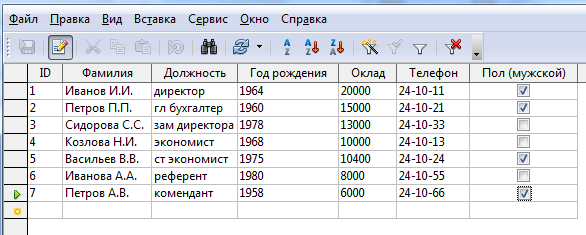 Файл Правка Вид Вставка Сервис Окно Справка
ID Фамилия Должность Год рождения Оклад Телефон Пол (мужской)
1 Иванов И.И. директор 1964 20000 24-10-11
2 Петров П.П. гл бухгалтер 1960 15000 24-10-21
3 Сидорова С.С. зам директора 1978 13000 24-10-33
4 Козлова Н.И. экономист 1968 10000 24-10-13
5 Васильев В.В. ст экономист 1975 10400 24-10-24
6 Иванова А.А. референт 1980 8000 24-10-55
7 Петров А.В. комендант 1958 6000 24-10-66